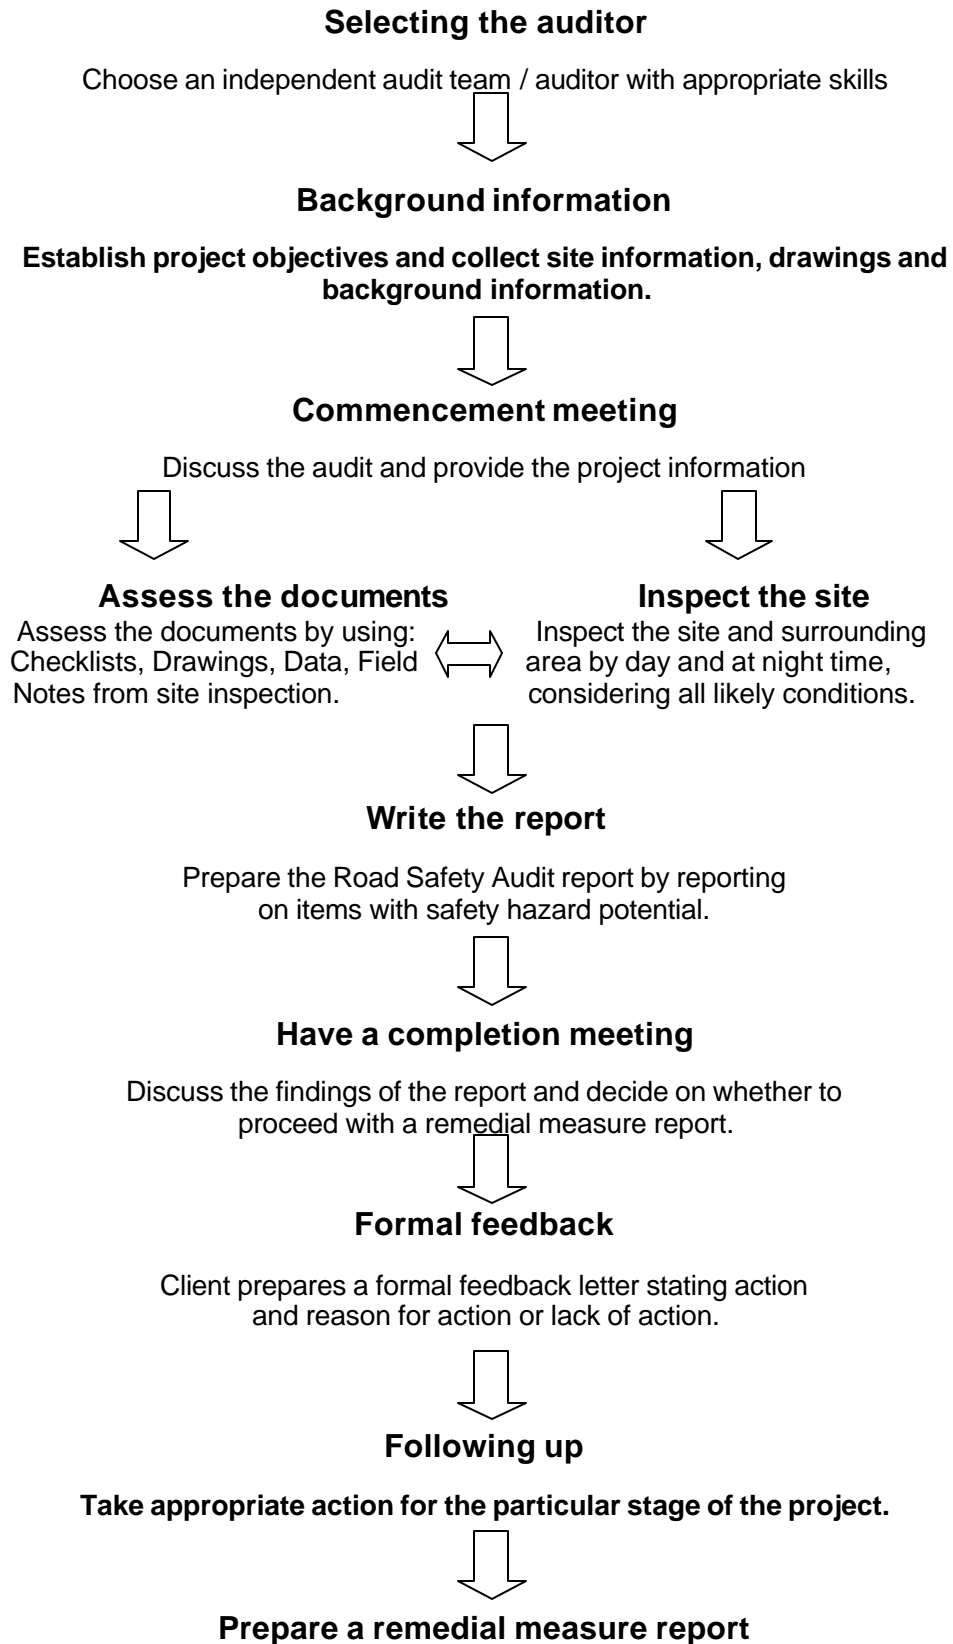 Selecting the auditor
Choose an independent audit team / auditor with appropriate skills
Background information
Establish project objectives and collect site information, drawings and
background information.
Commencement meeting
Discuss the audit and provide the project information
Assess the documents
Assess the documents by using:
Checklists, Drawings, Data, Field
Notes from site inspection.
Inspect the site
Inspect the site and surrounding
area by day and at night time,
considering all likely conditions.
Write the report
Prepare the Road Safety Audit report by reporting
on items with safety hazard potential.
Have a completion meeting
Discuss the findings of the report and decide on whether to
proceed with a remedial measure report.
Formal feedback
Client prepares a formal feedback letter stating action
and reason for action or lack of action.
Following up
Take appropriate action for the particular stage of the project.
Prepare a remedial measure report